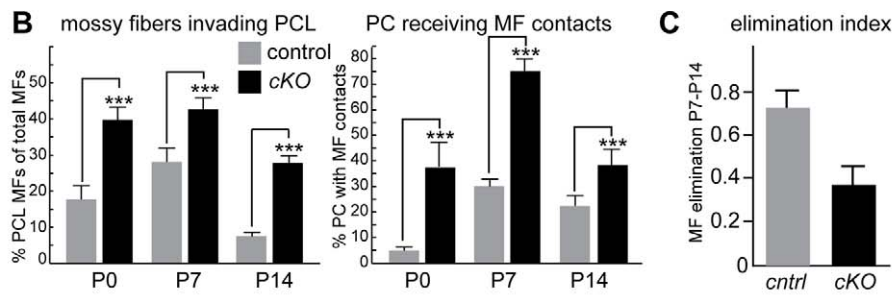 B mossy fibers invading PCL
control
cKO
% PCL MFs of total MFs
50
40
30
20
10
0
***
***
***
P0 P7 P14
PC receiving MF contacts
% PC with MF contacts
80
70
60
50
40
30
20
10
0
***
***
***
P0 P7 P14
C elimination index
MF elimination P7-P14
0.8
0.6
0.4
0.2
0
cntrl cKO